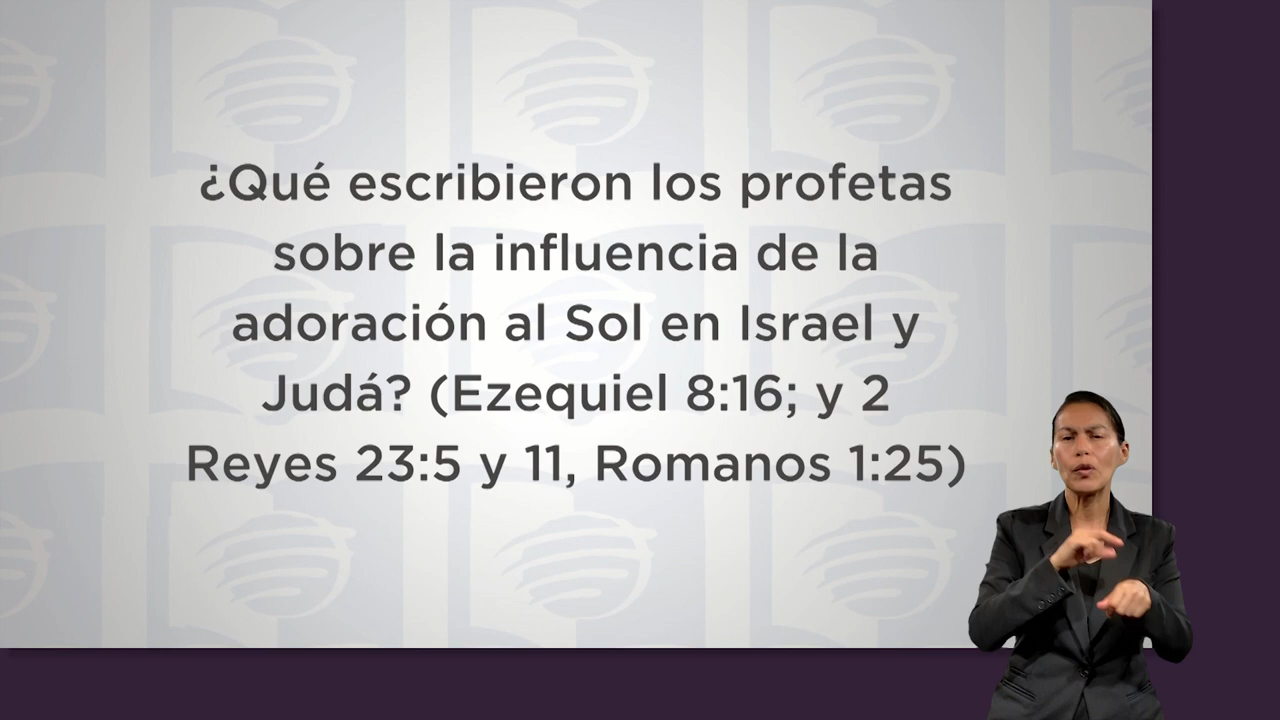 ¿Qué escribieron los profetas
sobre la influencia de la
adoración al Sol en Israel y
Judá? (Ezequiel 8:16; y 2
Reyes 23:5 y 11, Romanos 1:25)